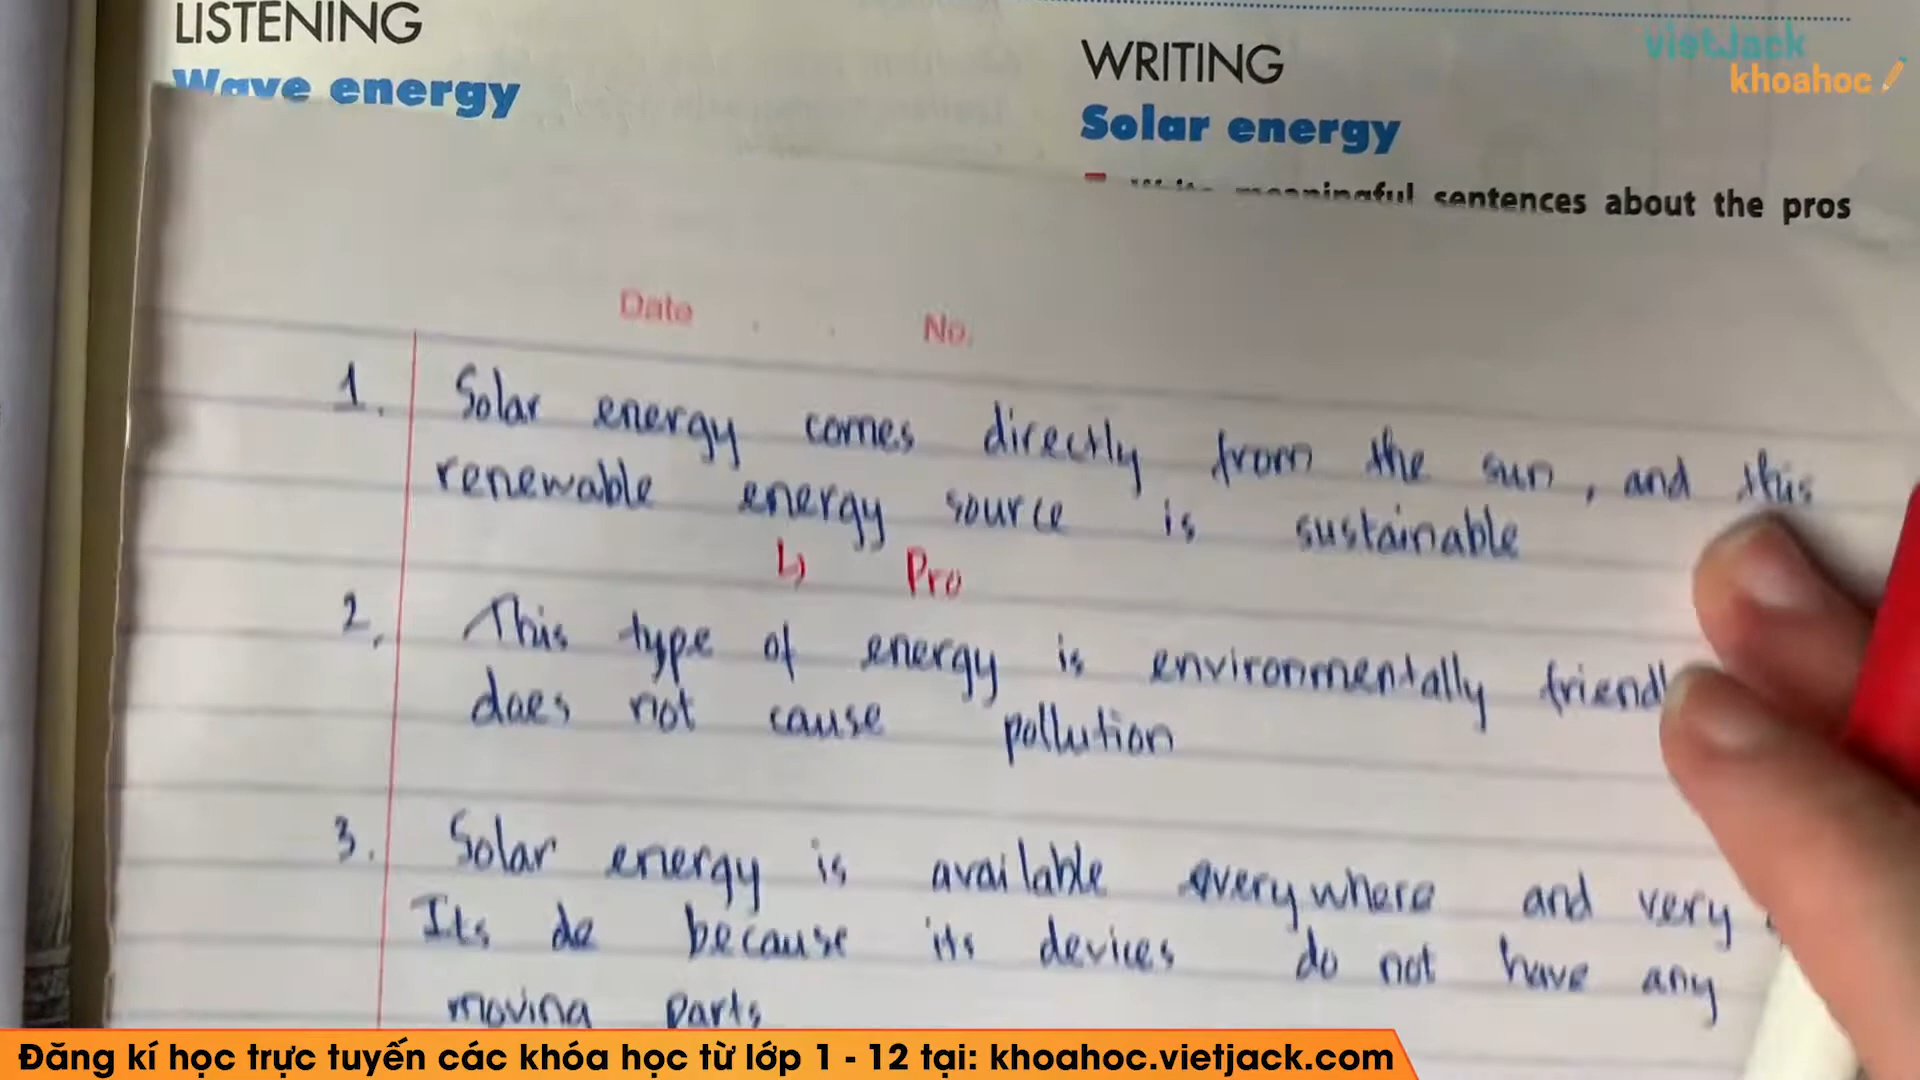 LISTENING
Wave energy
WRITING
Solar energy
vietJack
khoahoc
meaningful sentences about the pros
Date No.
1. Solar energy comes directly from the sun, and this
renewable energy source is sustainable
Pro
2. This type of energy is environmentally
does not cause pollution
3. Solar energy is available everywhere and very
Its de because its devices do not have any
moving parts
Đăng kí học trực tuyến các khóa học từ lớp 1 - 12 tại: khoahoc.vietjack.com